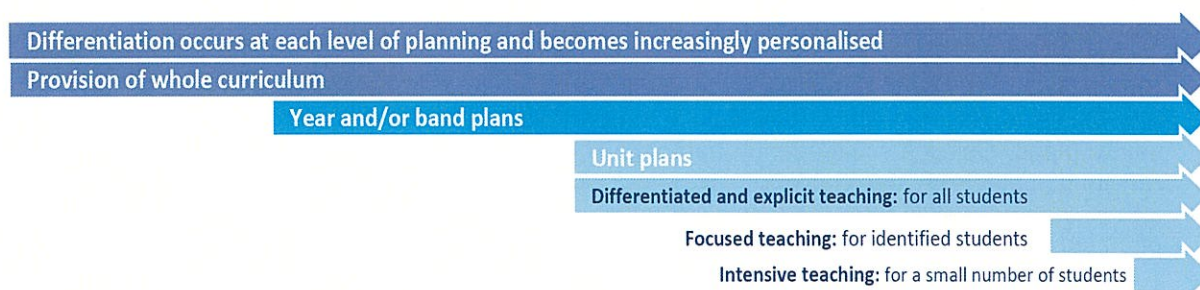 Differentiation occurs at each level of planning and becomes increasingly personalised
Provision of whole curriculum
Year and/or band plans
Unit plans
Differentiated and explicit teaching: for all students
Focused teaching: for identified students
Intensive teaching: for a small number of students